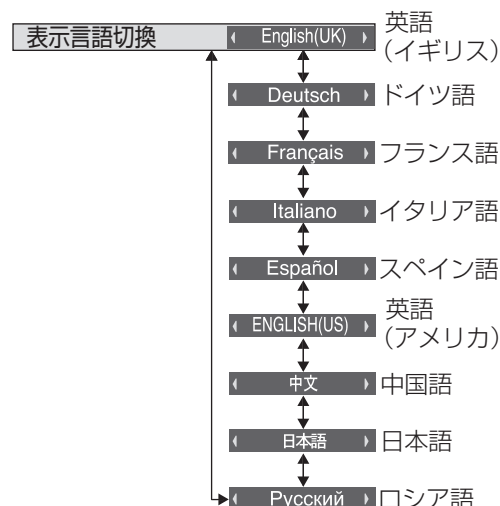 表示言語切換 English(UK) 英語
(イギリス)
Deutsch ドイツ語
Français フランス語
Italiano イタリア語
Español スペイン語
ENGLISH(US) 英語
(アメリカ)
中文 中国語
日本語 日本語
Русский ロシア語